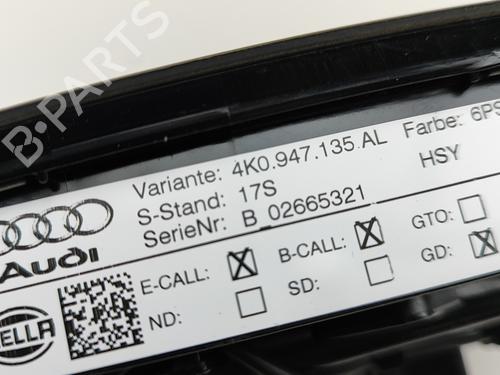 Variante: 4K0.947.135.AL Farbe: 6PS
S-Stand: 17S HSY
SerieNr: B 02665321
Audi
E-CALL: B-CALL: GTO:
ND: SD: GD:
HELLA
B-PARTS